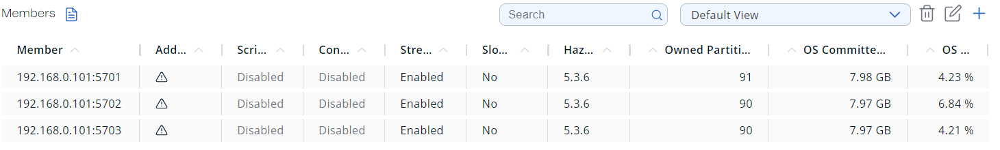 Members Search Default View
Member Add... Scri... Con... Stre... Slo... Haz... Owned Partiti... OS Committe... OS ...
192.168.0.101:5701 Disabled Disabled Enabled No 5.3.6 91 7.98 GB 4.23 %
192.168.0.101:5702 Disabled Disabled Enabled No 5.3.6 90 7.97 GB 6.84 %
192.168.0.101:5703 Disabled Disabled Enabled No 5.3.6 90 7.97 GB 4.21 %